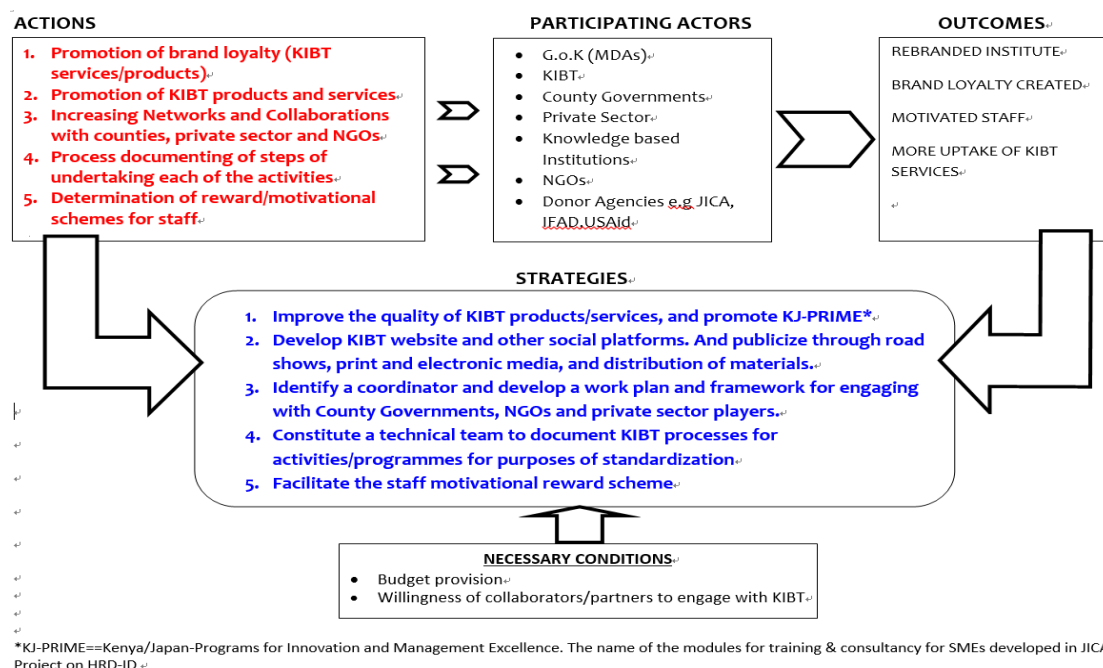 ACTIONS
1. Promotion of brand loyalty (KIBT
services/products)
2. Promotion of KIBT products and services
3. Increasing Networks and Collaborations
with counties, private sector and NGOs
4. Process documenting of steps of
undertaking each of the activities
5. Determination of reward/motivational
schemes for staff
PARTICIPATING ACTORS
• G.o.K (MDAs)
• KIBT
• County Governments
• Private Sector
• Knowledge based
Institutions
• NGOs
• Donor Agencies e.g JICA,
IFAD,USAid
OUTCOMES
REBRANDED INSTITUTE
BRAND LOYALTY CREATED
MOTIVATED STAFF
MORE UPTAKE OF KIBT
SERVICES
STRATEGIES
1. Improve the quality of KIBT products/services, and promote KJ-PRIME*
2. Develop KIBT website and other social platforms. And publicize through road
shows, print and electronic media, and distribution of materials.
3. Identify a coordinator and develop a work plan and framework for engaging
with County Governments, NGOs and private sector players.
4. Constitute a technical team to document KIBT processes for
activities/programmes for purposes of standardization
5. Facilitate the staff motivational reward scheme
NECESSARY CONDITIONS
• Budget provision
• Willingness of collaborators/partners to engage with KIBT
*KJ-PRIME==Kenya/Japan-Programs for Innovation and Management Excellence. The name of the modules for training & consultancy for SMEs developed in JICA
Project on HRD-ID